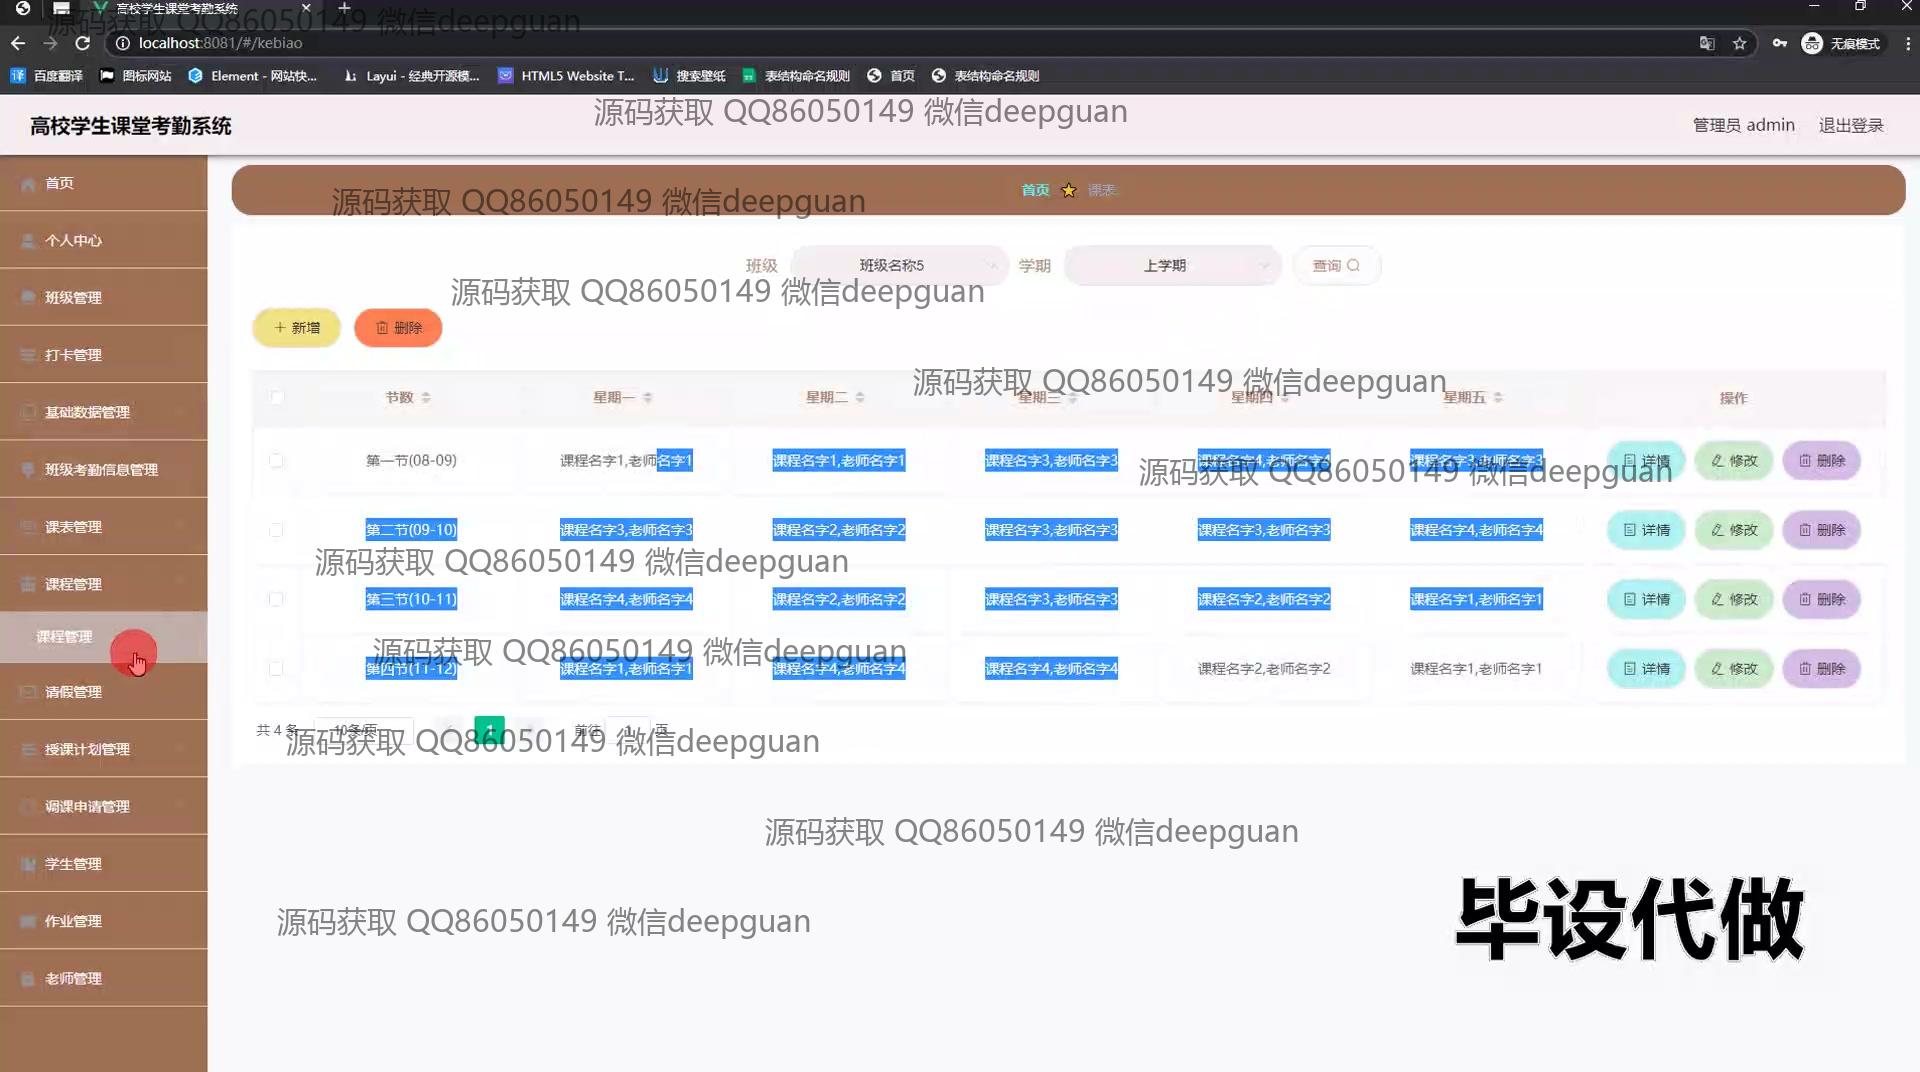 高校学生课堂考勤系统
源码获取 QQ86050149 微信deepguan
localhost:8081/#/kebiao
无痕模式
百度翻译 图标网站 Element - 网站快... Layui - 经典开源模... HTML5 Website T... 搜索壁纸 表结构命名规则 首页 表结构命名规则
源码获取 QQ86050149 微信deepguan
高校学生课堂考勤系统
管理员 admin 退出登录
首页
个人中心
班级管理
打卡管理
基础数据管理
班级考勤信息管理
课表管理
课程管理
课程管理
请假管理
授课计划管理
调课申请管理
学生管理
作业管理
老师管理
首页 课表
源码获取 QQ86050149 微信deepguan
班级 班级名称5 学期 上学期 查询
源码获取 QQ86050149 微信deepguan
新增 删除
源码获取 QQ86050149 微信deepguan
节数 星期一 星期二 星期三 星期四 星期五 操作
第一节(08-09) 课程名字1,老师名字1 课程名字1,老师名字1 课程名字3,老师名字3 课程名字4,老师名字4 课程名字3,老师名字3 详情 修改 删除
源码获取 QQ86050149 微信deepguan
第二节(09-10) 课程名字3,老师名字3 课程名字2,老师名字2 课程名字3,老师名字3 课程名字3,老师名字3 课程名字4,老师名字4 详情 修改 删除
源码获取 QQ86050149 微信deepguan
第三节(10-11) 课程名字4,老师名字4 课程名字2,老师名字2 课程名字3,老师名字3 课程名字2,老师名字2 课程名字1,老师名字1 详情 修改 删除
源码获取 QQ86050149 微信deepguan
第四节(11-12) 课程名字1,老师名字1 课程名字4,老师名字4 课程名字4,老师名字4 课程名字2,老师名字2 课程名字1,老师名字1 详情 修改 删除
共 4 条 10条/页 1 前往 1 页
源码获取 QQ86050149 微信deepguan
源码获取 QQ86050149 微信deepguan
毕设代做
源码获取 QQ86050149 微信deepguan